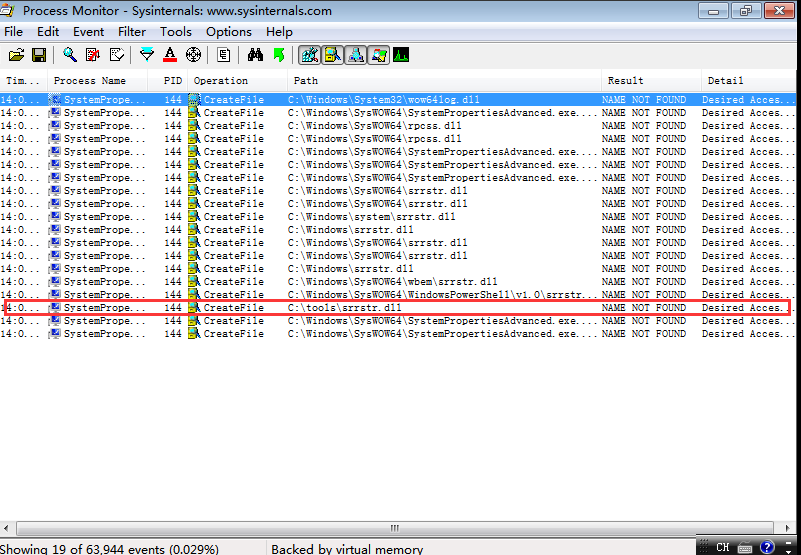 Process Monitor - Sysinternals: www.sysinternals.com
File Edit Event Filter Tools Options Help
Tim... Process Name PID Operation Path Result Detail
14:0... SystemPrope... 144 CreateFile C:\Windows\System32\wow64log.dll NAME NOT FOUND Desired Acces...
14:0... SystemPrope... 144 CreateFile C:\Windows\SysWOW64\SystemPropertiesAdvanced.exe.... NAME NOT FOUND Desired Acces...
14:0... SystemPrope... 144 CreateFile C:\Windows\SysWOW64\rpcss.dll NAME NOT FOUND Desired Acces...
14:0... SystemPrope... 144 CreateFile C:\Windows\SysWOW64\rpcss.dll NAME NOT FOUND Desired Acces...
14:0... SystemPrope... 144 CreateFile C:\Windows\SysWOW64\SystemPropertiesAdvanced.exe.... NAME NOT FOUND Desired Acces...
14:0... SystemPrope... 144 CreateFile C:\Windows\SysWOW64\SystemPropertiesAdvanced.exe.... NAME NOT FOUND Desired Acces...
14:0... SystemPrope... 144 CreateFile C:\Windows\SysWOW64\SystemPropertiesAdvanced.exe.... NAME NOT FOUND Desired Acces...
14:0... SystemPrope... 144 CreateFile C:\Windows\SysWOW64\srrstr.dll NAME NOT FOUND Desired Acces...
14:0... SystemPrope... 144 CreateFile C:\Windows\SysWOW64\srrstr.dll NAME NOT FOUND Desired Acces...
14:0... SystemPrope... 144 CreateFile C:\Windows\system\srrstr.dll NAME NOT FOUND Desired Acces...
14:0... SystemPrope... 144 CreateFile C:\Windows\srrstr.dll NAME NOT FOUND Desired Acces...
14:0... SystemPrope... 144 CreateFile C:\Windows\SysWOW64\srrstr.dll NAME NOT FOUND Desired Acces...
14:0... SystemPrope... 144 CreateFile C:\Windows\SysWOW64\srrstr.dll NAME NOT FOUND Desired Acces...
14:0... SystemPrope... 144 CreateFile C:\Windows\srrstr.dll NAME NOT FOUND Desired Acces...
14:0... SystemPrope... 144 CreateFile C:\Windows\SysWOW64\wbem\srrstr.dll NAME NOT FOUND Desired Acces...
14:0... SystemPrope... 144 CreateFile C:\Windows\SysWOW64\WindowsPowerShell\v1.0\srrstr... NAME NOT FOUND Desired Acces...
14:0... SystemPrope... 144 CreateFile C:\tools\srrstr.dll NAME NOT FOUND Desired Acces...
14:0... SystemPrope... 144 CreateFile C:\Windows\SysWOW64\SystemPropertiesAdvanced.exe.... NAME NOT FOUND Desired Acces...
14:0... SystemPrope... 144 CreateFile C:\Windows\SysWOW64\SystemPropertiesAdvanced.exe.... NAME NOT FOUND Desired Acces...
Showing 19 of 63,944 events (0.029%) Backed by virtual memory CH